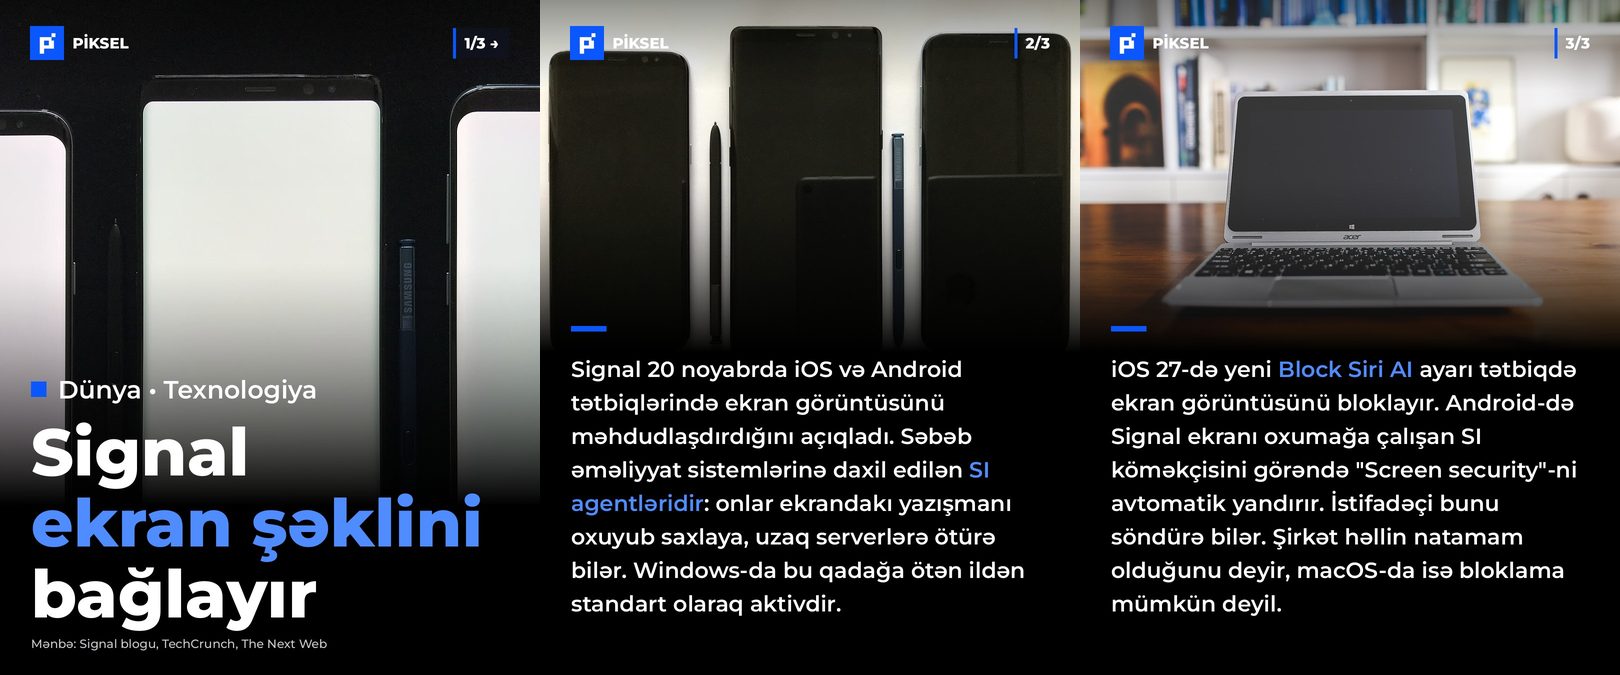 PİKSEL
1/3 →
SAMSUNG
Dünya • Texnologiya
Signal
ekran şəklini
bağlayır
Mənbə: Signal blogu, TechCrunch, The Next Web
PİKSEL
2/3
Signal 20 noyabrda iOS və Android
tətbiqlərində ekran görüntüsünü
məhdudlaşdırdığını açıqladı. Səbəb
əməliyyat sistemlərinə daxil edilən SI
agentləridir: onlar ekrandakı yazışmanı
oxuyub saxlaya, uzaq serverlərə ötürə
bilər. Windows-da bu qadağa ötən ildən
standart olaraq aktivdir.
PİKSEL
3/3
acer
iOS 27-də yeni Block Siri AI ayarı tətbiqdə
ekran görüntüsünü bloklayır. Android-də
Signal ekranı oxumağa çalışan SI
köməkçisini görəndə "Screen security"-ni
avtomatik yandırır. İstifadəçi bunu
söndürə bilər. Şirkət həllin natamam
olduğunu deyir, macOS-da isə bloklama
mümkün deyil.